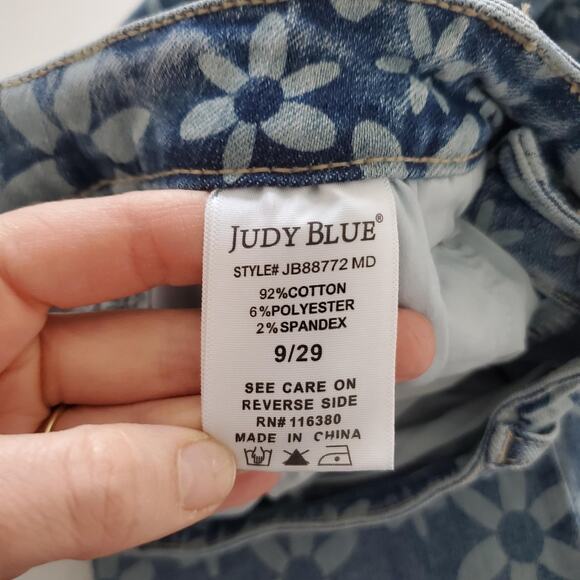 JUDY BLUE®
STYLE# JB88772 MD
92%COTTON
6%POLYESTER
2%SPANDEX
9/29
SEE CARE ON
REVERSE SIDE
RN# 116380
MADE IN CHINA